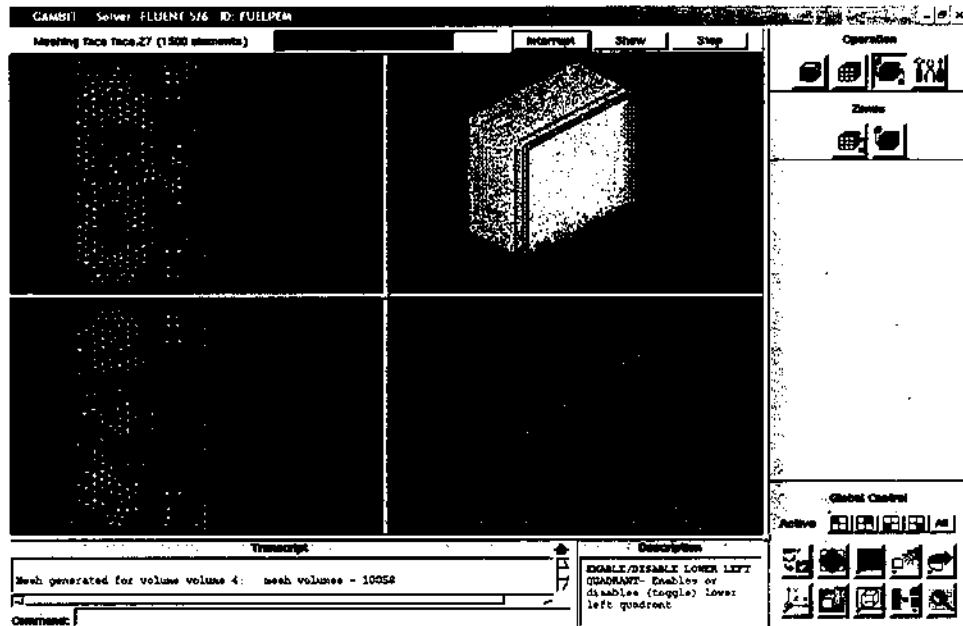 GAMBIT Solver FLUENT 5/6 ID: FUELPEM
Meshing face face.27 (1500 elements)
Interrupt Show Stop
Operation
Zones
Global Control
Active All
Transcript
Description
Mesh generated for volume volume 4: mesh volumes - 10058
ENABLE/DISABLE LOWER LEFT
QUADRANT- Enables or
disables (toggle) lower
left quadront
Command: